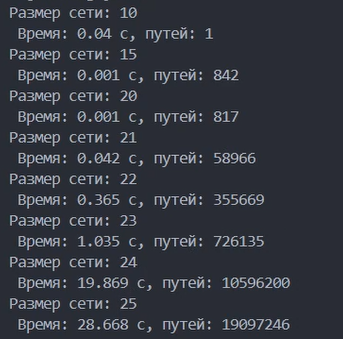 Размер сети: 10
Время: 0.04 с, путей: 1
Размер сети: 15
Время: 0.001 с, путей: 842
Размер сети: 20
Время: 0.001 с, путей: 817
Размер сети: 21
Время: 0.042 с, путей: 58966
Размер сети: 22
Время: 0.365 с, путей: 355669
Размер сети: 23
Время: 1.035 с, путей: 726135
Размер сети: 24
Время: 19.869 с, путей: 10596200
Размер сети: 25
Время: 28.668 с, путей: 19097246